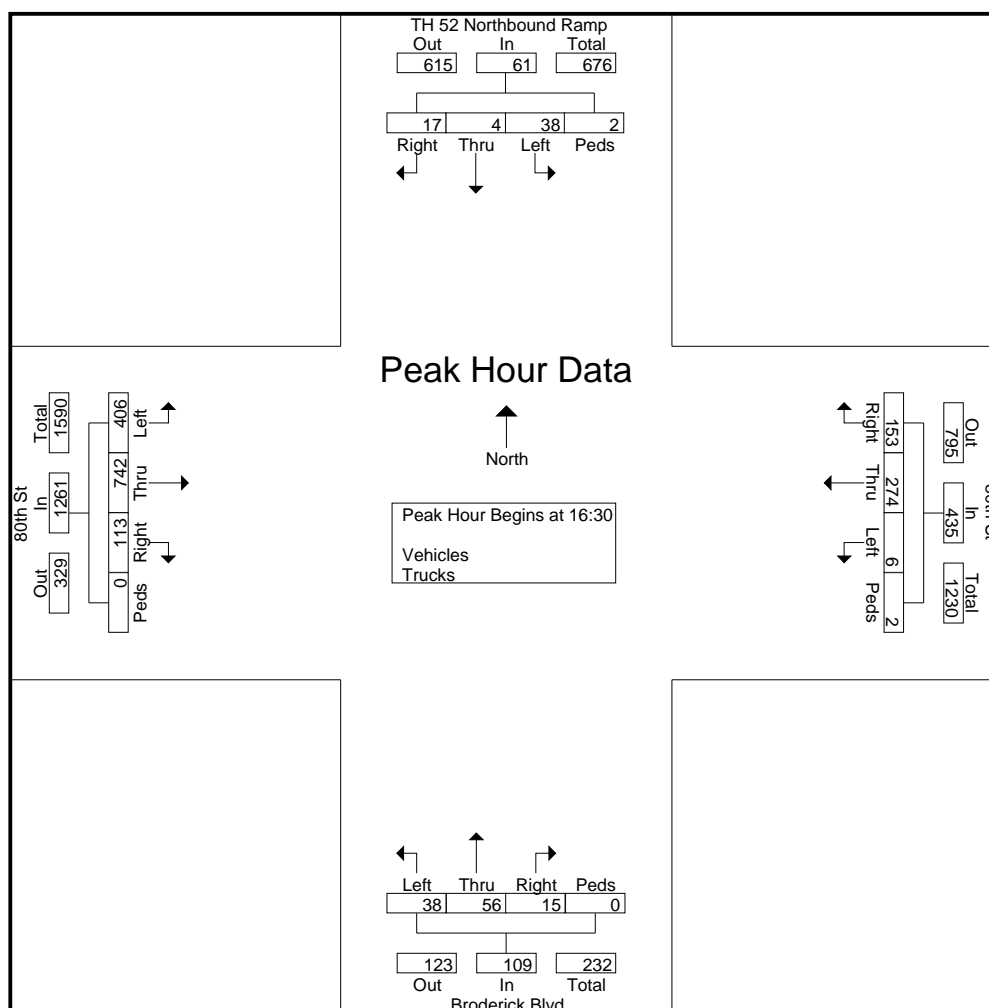 TH 52 Northbound Ramp
Out In Total
615 61 676
17 4 38 2
Right Thru Left Peds
Peak Hour Data
North
Peak Hour Begins at 16:30
Vehicles
Trucks
80th St
Total In Out
1590 1261 329
406 742 113 0
Left Thru Right Peds
Right Thru Left Peds
153 274 6 2
795 435 1230
Out In Total
St
Left Thru Right Peds
38 56 15 0
123 109 232
Out In Total
Broderick Blvd